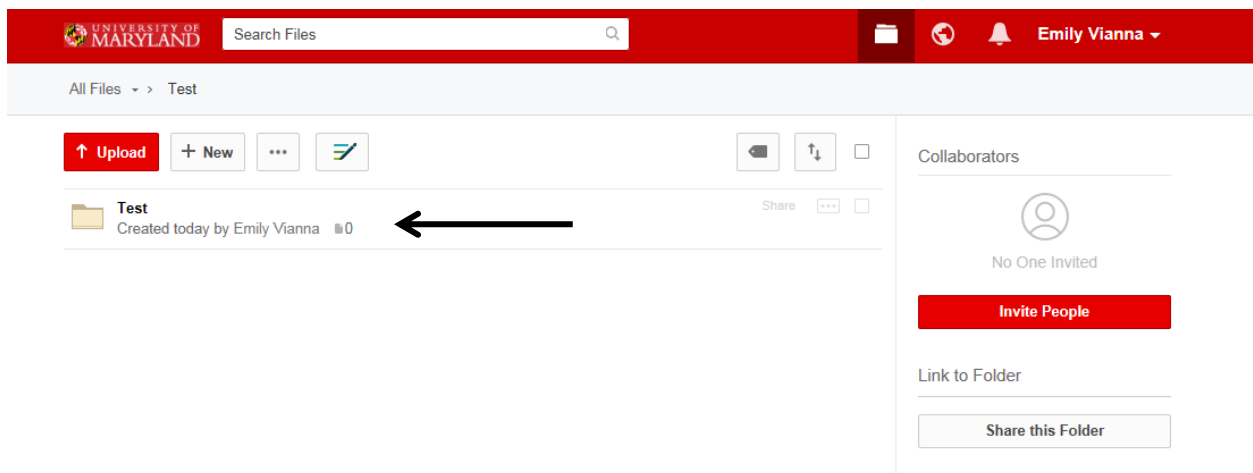 UNIVERSITY OF
MARYLAND
Search Files
Emily Vianna
All Files › Test
Upload
+ New
Test
Share
Created today by Emily Vianna 0
Collaborators
No One Invited
Invite People
Link to Folder
Share this Folder